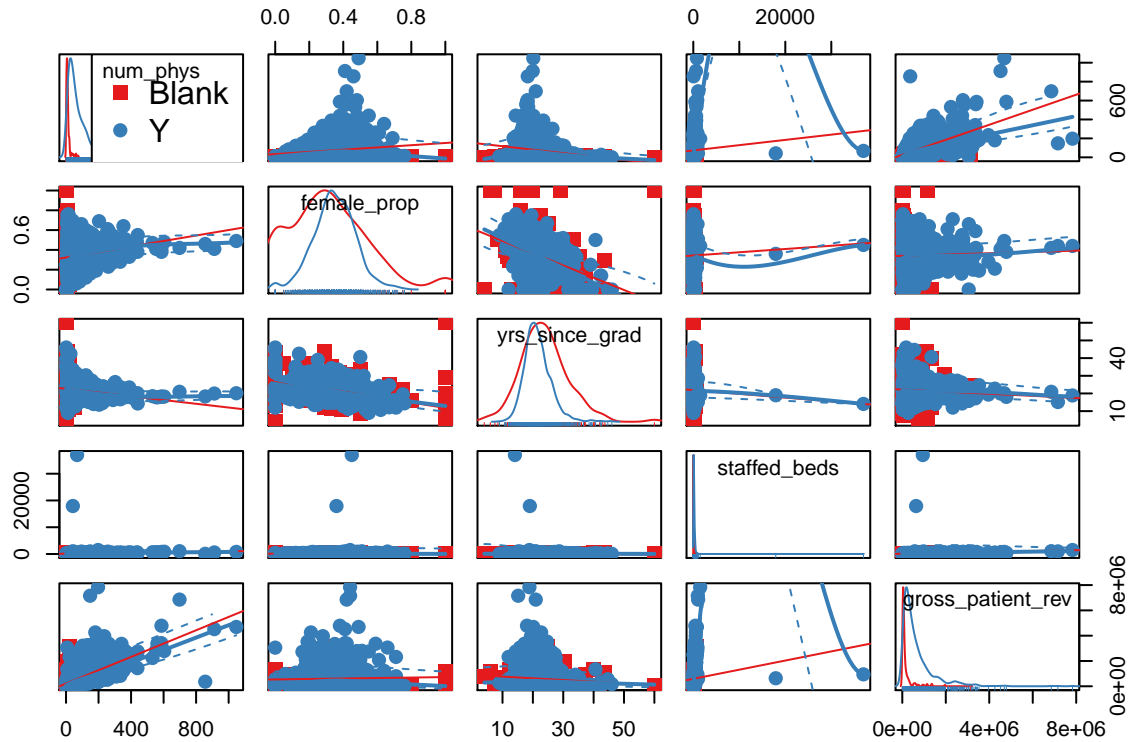 0.0 0.4 0.8 0 20000
num_phys
Blank
Y
0 600
female_prop
0.0 0.6
yrs_since_grad
10 40
staffed_beds
0 20000
gross_patient_rev
0e+00 8e+06
0 400 800 10 30 50 0e+00 4e+06 8e+06